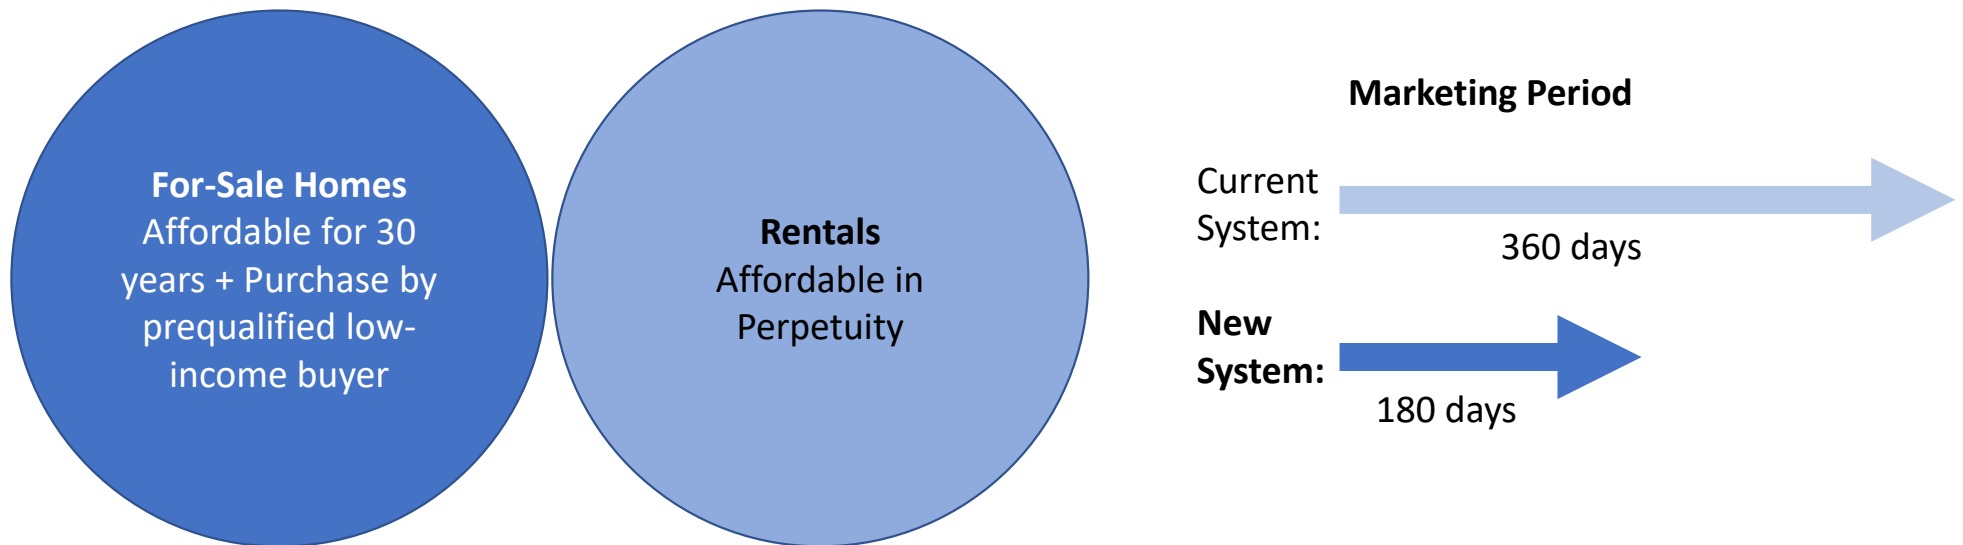 For-Sale Homes
Affordable for 30
years + Purchase by
prequalified low-
income buyer
Rentals
Affordable in
Perpetuity
Marketing Period
Current
System:
360 days
New
System:
180 days